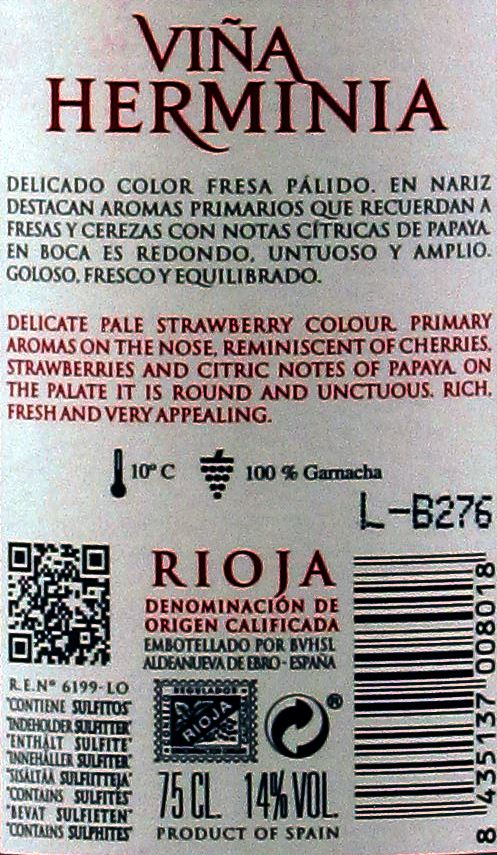 VIÑA
HERMINIA
DELICADO COLOR FRESA PÁLIDO. EN NARIZ
DESTACAN AROMAS PRIMARIOS QUE RECUERDAN A
FRESAS Y CEREZAS CON NOTAS CÍTRICAS DE PAPAYA.
EN BOCA ES REDONDO, UNTUOSO Y AMPLIO.
GOLOSO, FRESCO Y EQUILIBRADO.
DELICATE PALE STRAWBERRY COLOUR. PRIMARY
AROMAS ON THE NOSE, REMINISCENT OF CHERRIES,
STRAWBERRIES AND CITRIC NOTES OF PAPAYA. ON
THE PALATE IT IS ROUND AND UNCTUOUS. RICH,
FRESH AND VERY APPEALING.
10º C
100 % Garnacha
L-B276
RIOJA
DENOMINACIÓN DE
ORIGEN CALIFICADA
EMBOTELLADO POR BVHSL
ALDEANUEVA DE EBRO - ESPAÑA
R.E.Nº 6199-LO
"CONTIENE SULFITOS"
"INDEHOLDER SULFITTER"
"ENTHÄLT SULFITE"
"INNEHÅLLER SULFITER"
"SISÄLTÄÄ SULFIITTEJA"
"CONTAINS SULFITES"
"BEVAT SULFIETEN"
"CONTAINS SULPHITES"
REGULADOR
RIOJA
®
75 CL. 14% VOL.
PRODUCT OF SPAIN
8 435137 008018